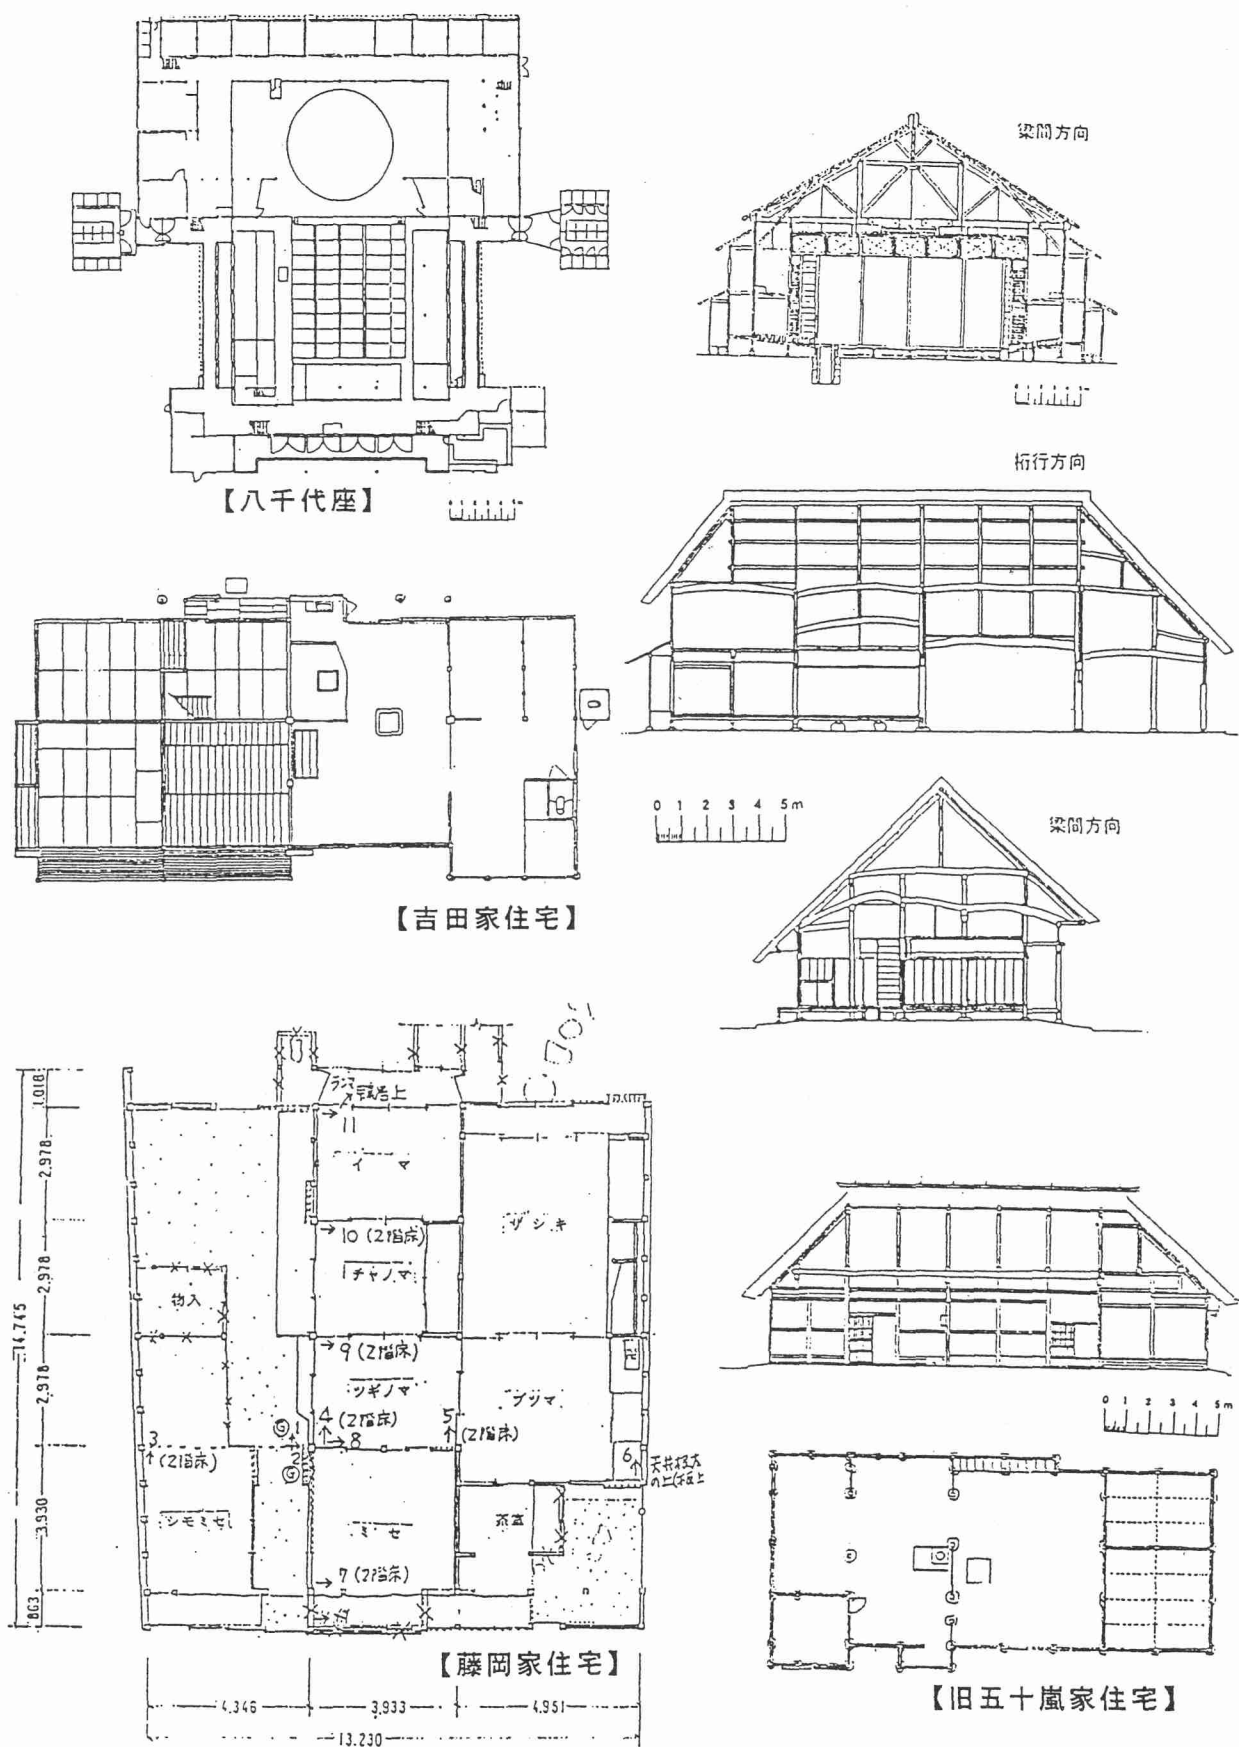 梁間方向
桁行方向
【八千代座】
0 1 2 3 4 5m
梁間方向
【吉田家住宅】
1.018
2.978
2.978
2.978
3.930
.863
14.745
→11
イマ
ザシキ
→10(2階床)
チャノマ
物入
→9(2階床)
ツギノマ
ブツマ
4
(2階床)
→8
5
(2階床)
1
2
3
(2階床)
6
シモミセ
ミセ
茶室
→7(2階床)
0 1 2 3 4 5m
【藤岡家住宅】
4.346
3.933
4.951
13.230
【旧五十嵐家住宅】